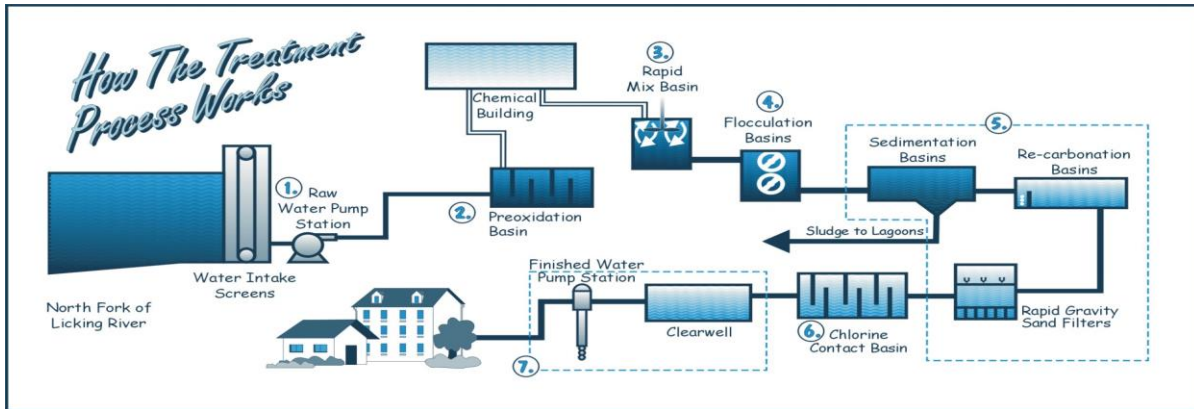 How The Treatment
Process Works
North Fork of
Licking River
Water Intake
Screens
1. Raw
Water Pump
Station
2. Preoxidation
Basin
Chemical
Building
3.
Rapid
Mix Basin
4.
Flocculation
Basins
5.
Sedimentation
Basins
Re-carbonation
Basins
Sludge to Lagoons
Rapid Gravity
Sand Filters
6. Chlorine
Contact Basin
Clearwell
Finished Water
Pump Station
7.